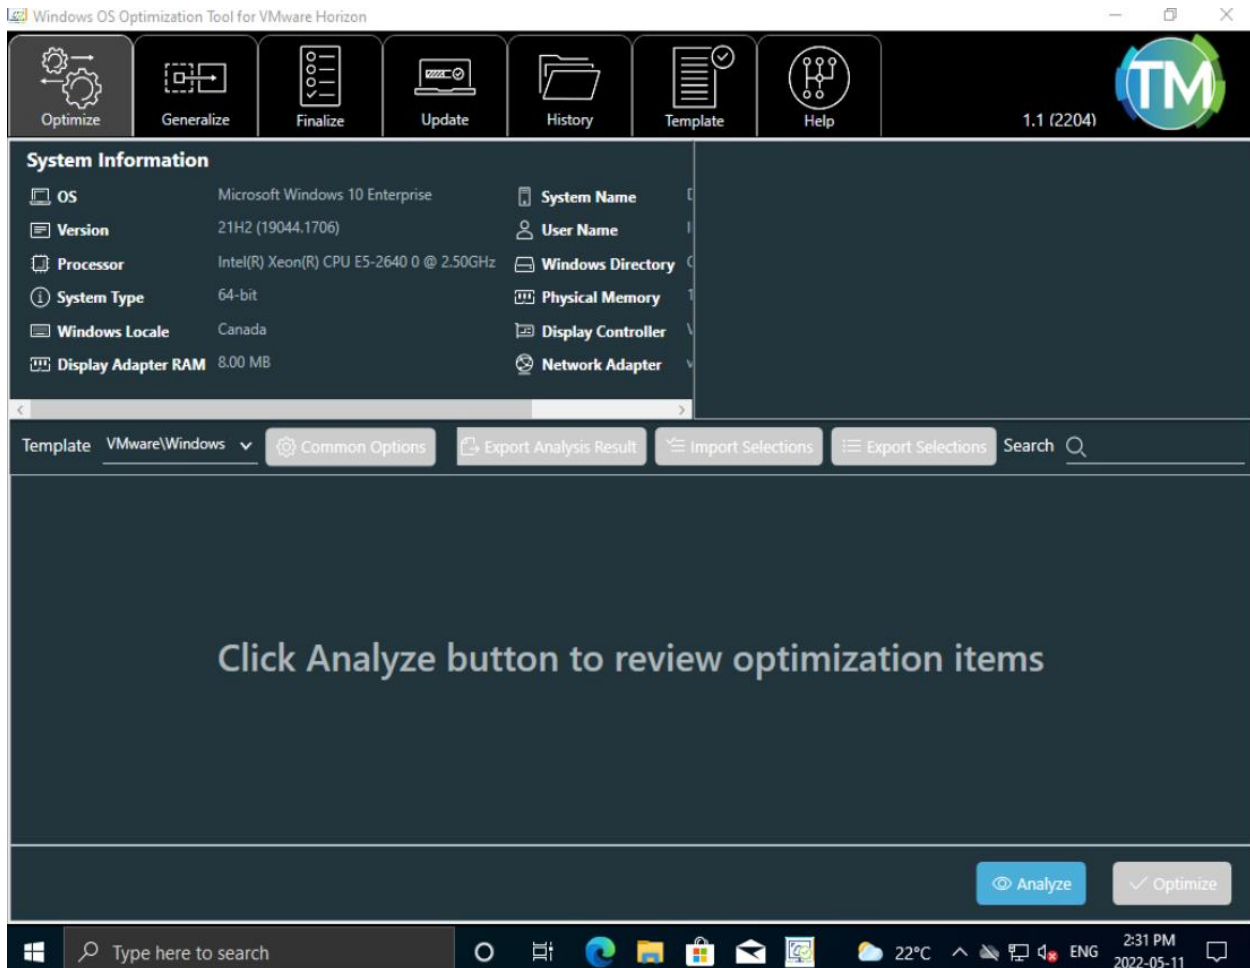 Windows OS Optimization Tool for VMware Horizon
Optimize Generalize Finalize Update History Template Help 1.1 (2204) TM
System Information
OS Microsoft Windows 10 Enterprise System Name
Version 21H2 (19044.1706) User Name
Processor Intel(R) Xeon(R) CPU E5-2640 0 @ 2.50GHz Windows Directory
System Type 64-bit Physical Memory
Windows Locale Canada Display Controller
Display Adapter RAM 8.00 MB Network Adapter
Template VMware\Windows Common Options Export Analysis Result Import Selections Export Selections Search
Click Analyze button to review optimization items
Analyze Optimize
Type here to search 22°C ENG 2:31 PM
2022-05-11